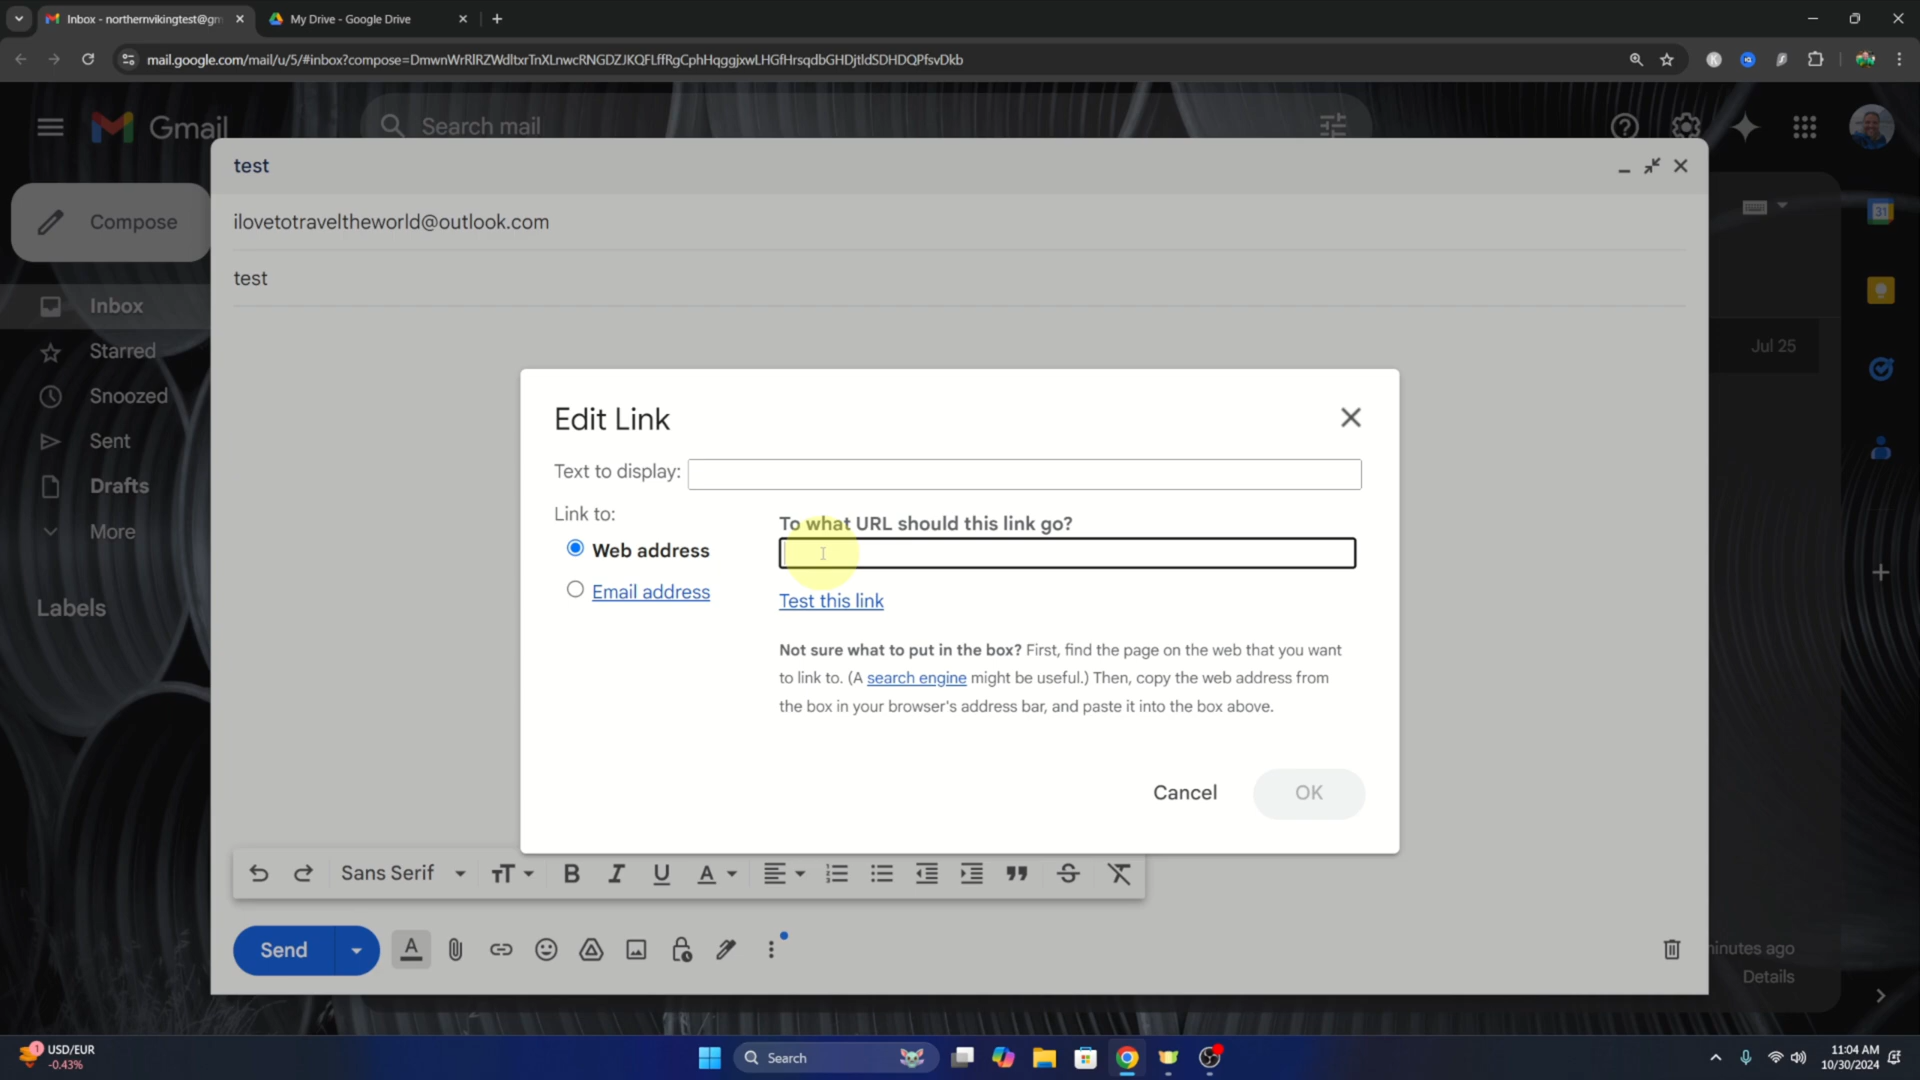 Inbox - northernvikingtest@gm
My Drive - Google Drive
mail.google.com/mail/u/5/#inbox?compose=
Gmail
Search mail
Compose
Inbox
Starred
Snoozed
Sent
Drafts
More
Labels
test
ilovetotraveltheworld@outlook.com
test
31
Jul 25
Edit Link
Text to display:
Link to:
Web address
Email address
To what URL should this link go?
Test this link
Not sure what to put in the box? First, find the page on the web that you want
to link to. (A search engine might be useful.) Then, copy the web address from
the box in your browser's address bar, and paste it into the box above.
Cancel
OK
Sans Serif
Send
minutes ago
Details
1
USD/EUR
-0.43%
Search
11:04 AM
10/30/2024